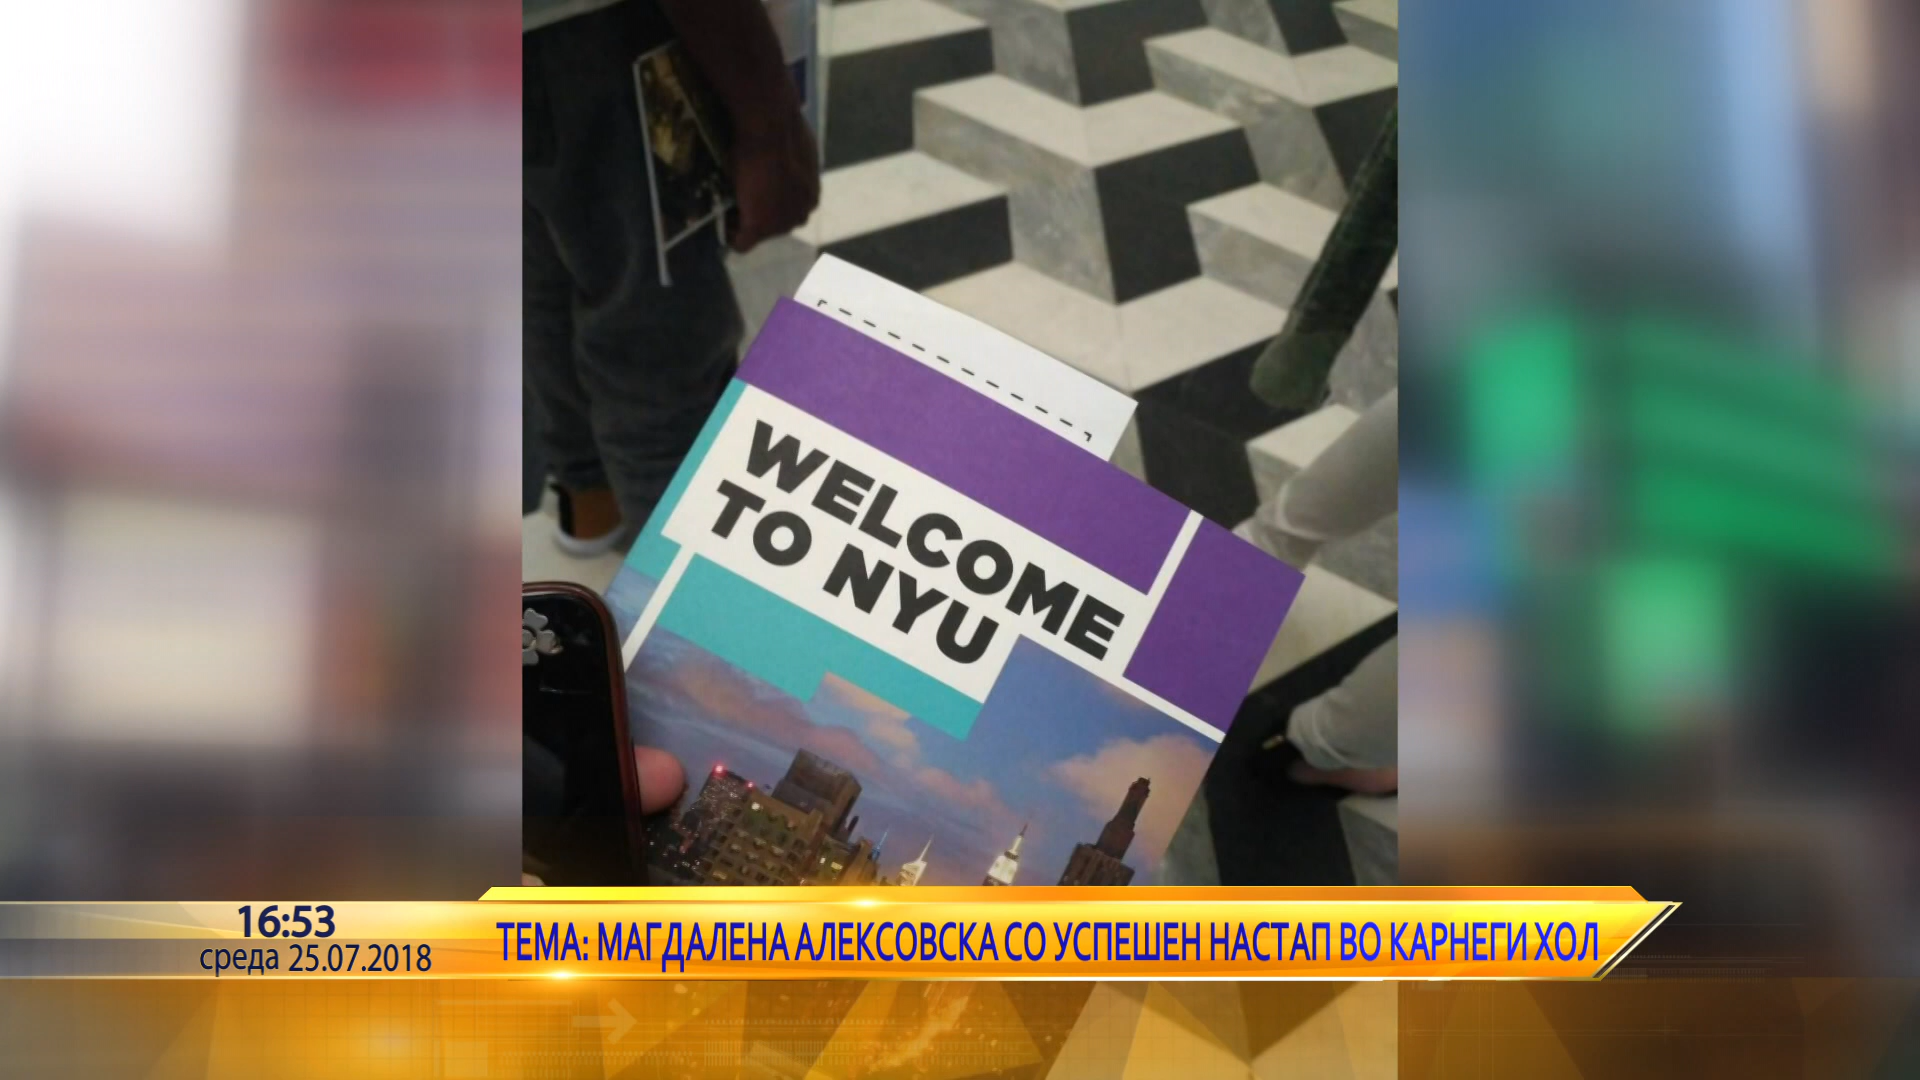 WELCOME
TO NYU
16:53
среда 25.07.2018
ТЕМА: МАГДАЛЕНА АЛЕКСОВСКА СО УСПЕШЕН НАСТАП ВО КАРНЕГИ ХОЛ